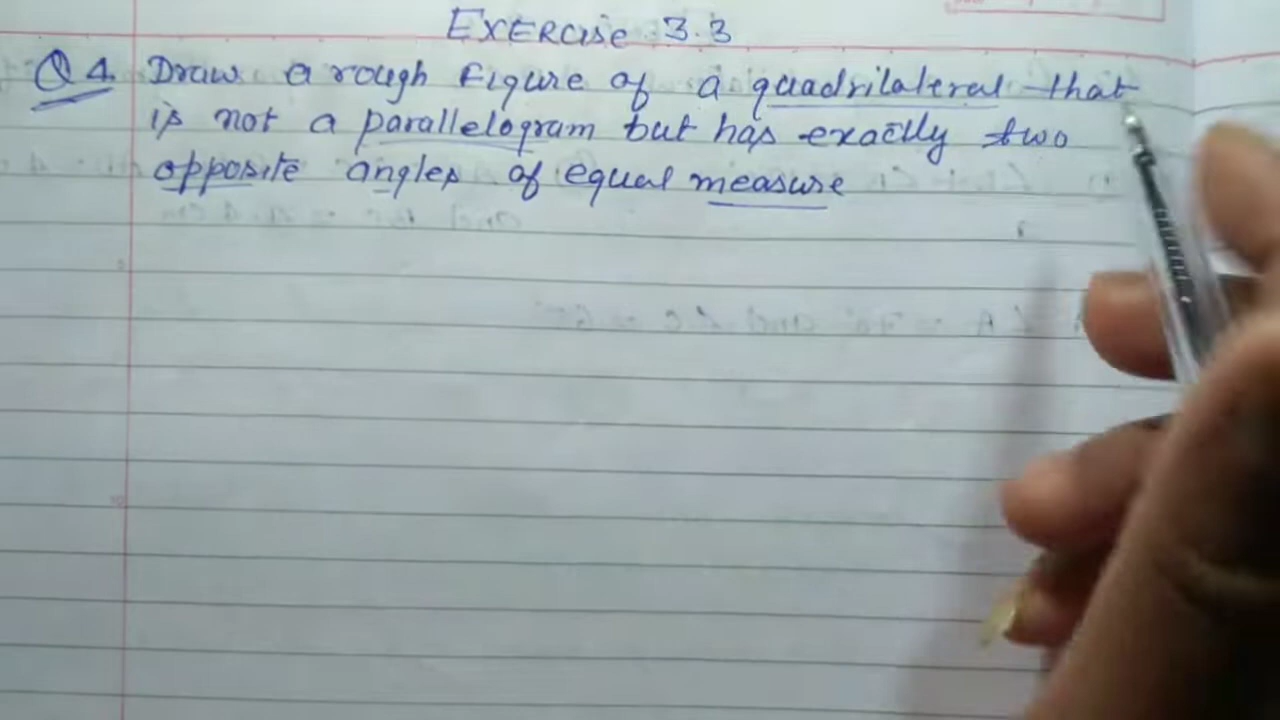 Exercise 3.3
Q 4. Draw a rough figure of a quadrilateral that
is not a parallelogram but has exactly two
opposite angles of equal measure